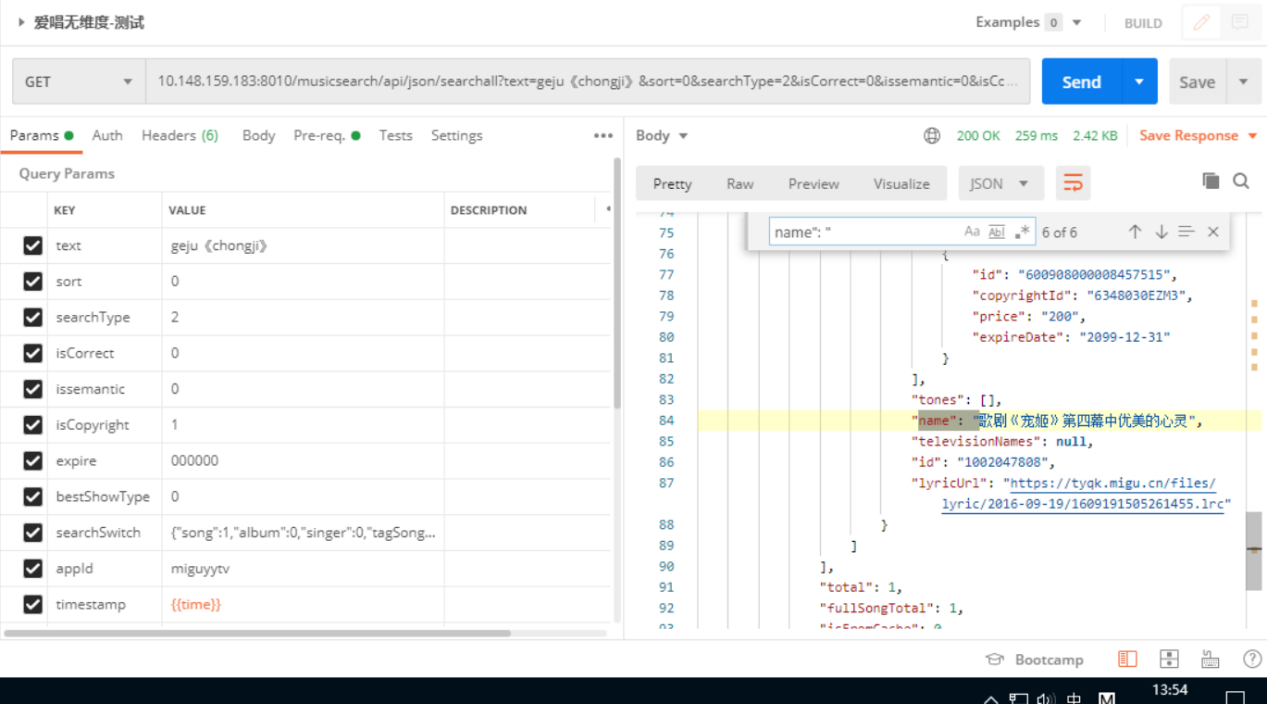 爱唱无维度-测试
Examples 0
BUILD
GET
10.148.159.183:8010/musicsearch/api/json/searchall?text=geju《chongji》&sort=0&searchType=2&isCorrect=0&issemantic=0&isCc...
Send
Save
Params
Auth
Headers (6)
Body
Pre-req.
Tests
Settings
Query Params
KEY VALUE DESCRIPTION
text geju《chongji》
sort 0
searchType 2
isCorrect 0
issemantic 0
isCopyright 1
expire 000000
bestShowType 0
searchSwitch {"song":1,"album":0,"singer":0,"tagSong...
appId miguyytv
timestamp {{time}}
Body
200 OK 259 ms 2.42 KB Save Response
Pretty Raw Preview Visualize JSON
name": " Aa Abl .* 6 of 6
74
75
76 {
77 "id": "600908000008457515",
78 "copyrightId": "6348030EZM3",
79 "price": "200",
80 "expireDate": "2099-12-31"
81 }
82 ],
83 "tones": [],
84 "name": "歌剧《宠姬》第四幕中优美的心灵",
85 "televisionNames": null,
86 "id": "1002047808",
87 "lyricUrl": "https://tyqk.migu.cn/files/
lyric/2016-09-19/1609191505261455.lrc"
88 }
89 ]
90 ],
91 "total": 1,
92 "fullSongTotal": 1,
93 "isFromCache": 0
Bootcamp
中 M 13:54